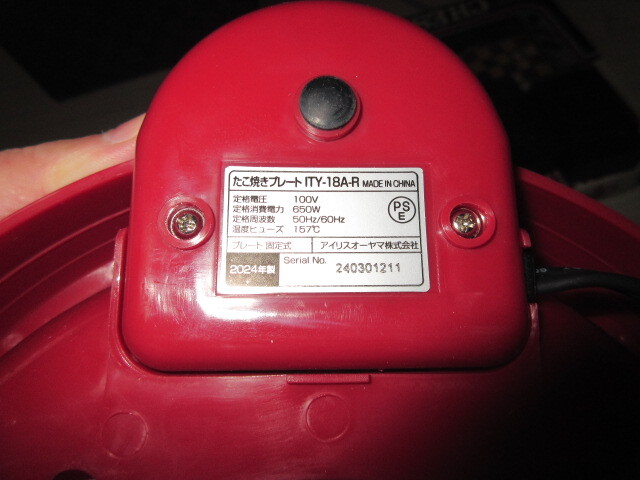 たこ焼きプレート ITY-18A-R MADE IN CHINA
定格電圧 100V
定格消費電力 650W
定格周波数 50Hz/60Hz
温度ヒューズ 157℃
PS
E
プレート 固定式 アイリスオーヤマ株式会社
2024年製 Serial No. 240301211